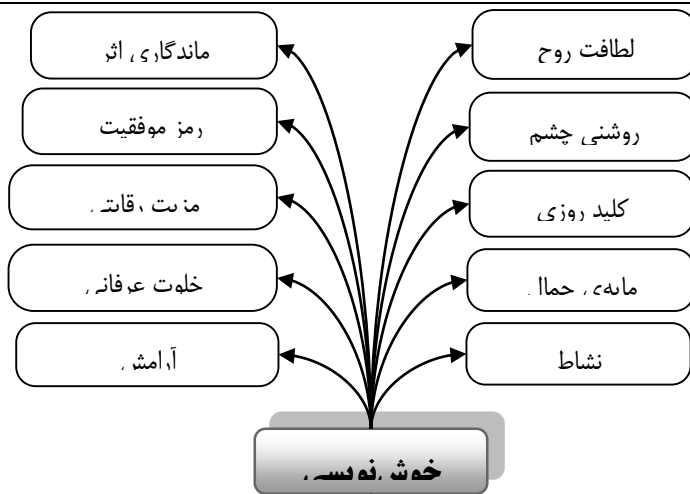 لطافت روح
ماندگاری اثر
روشنی چشم
رمز موفقیت
کلید روزی
مزیت رقابتی
مایه‌ی جمال
خلوت عرفانی
نشاط
آرامش
خوش‌نویسی